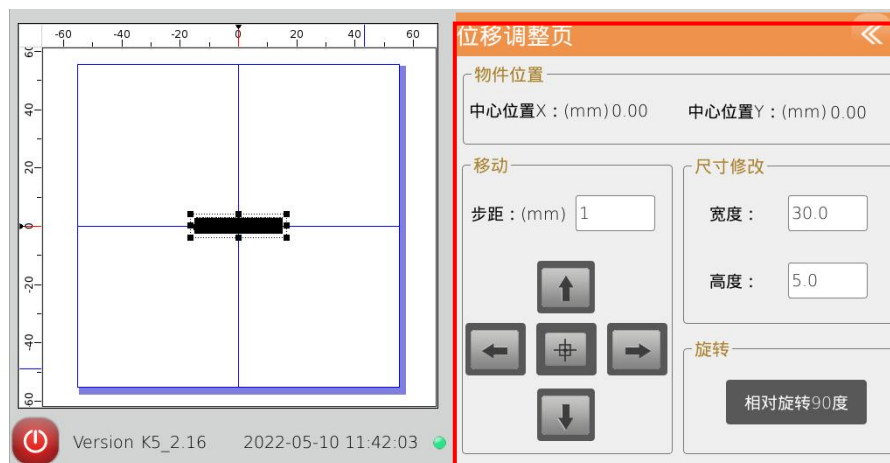 -60 -40 -20 0 20 40 60
60
40
20
0
-20
-40
-60
Version K5_2.16 2022-05-10 11:42:03
位移调整页
物件位置
中心位置X：(mm)0.00 中心位置Y：(mm)0.00
移动
步距：(mm) 1
尺寸修改
宽度： 30.0
高度： 5.0
旋转
相对旋转90度